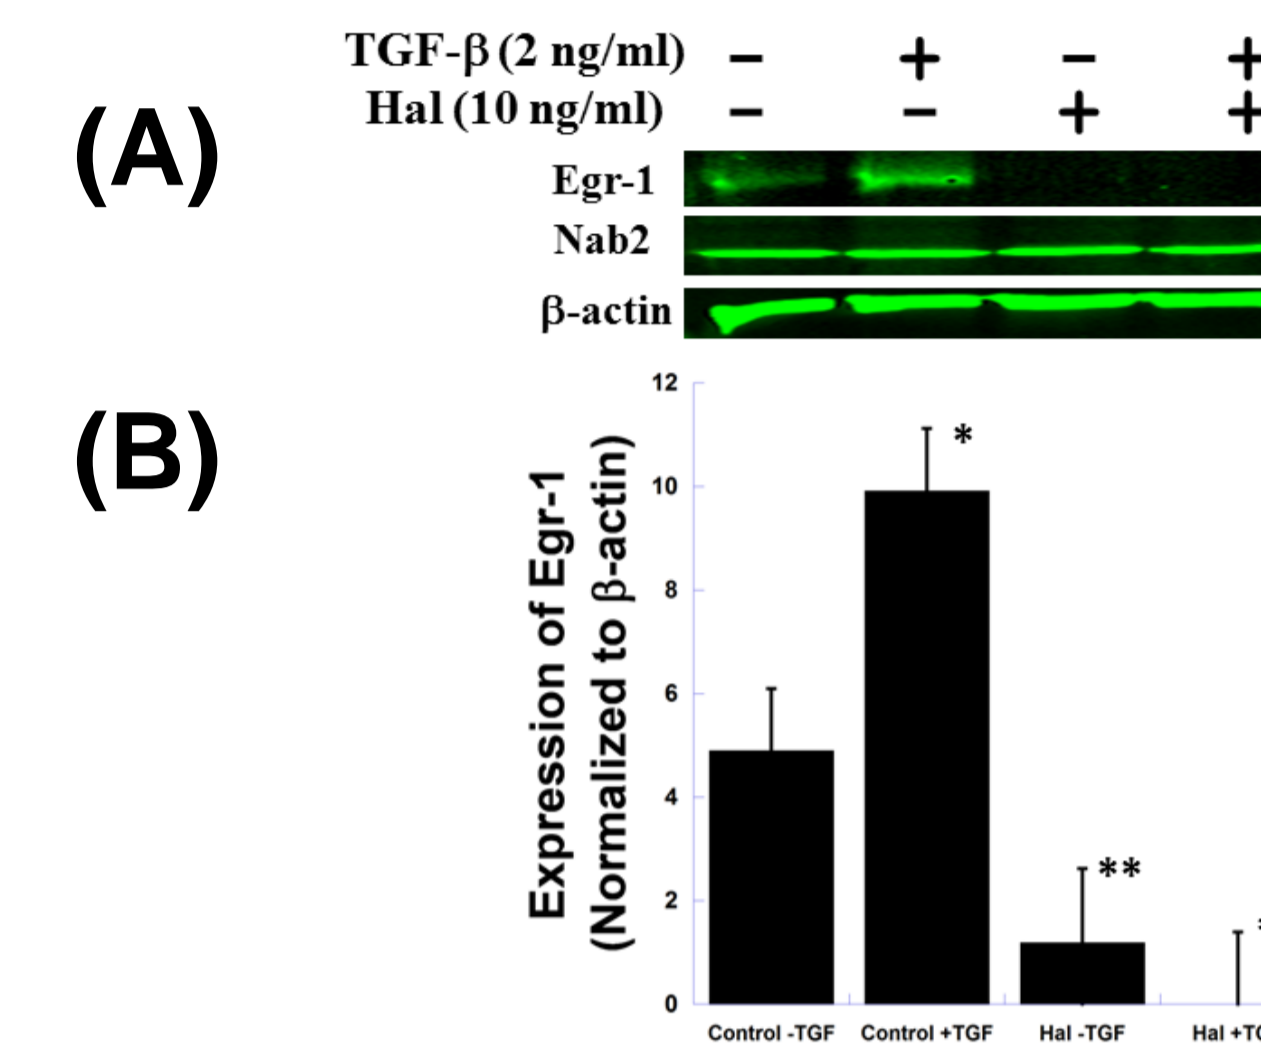 (A)
TGF-β (2 ng/ml) − + − +
Hal (10 ng/ml) − − + +
Egr-1
Nab2
β-actin
(B)
Expression of Egr-1
(Normalized to β-actin)
12
10
8
6
4
2
0
*
**
Control -TGF Control +TGF Hal -TGF Hal